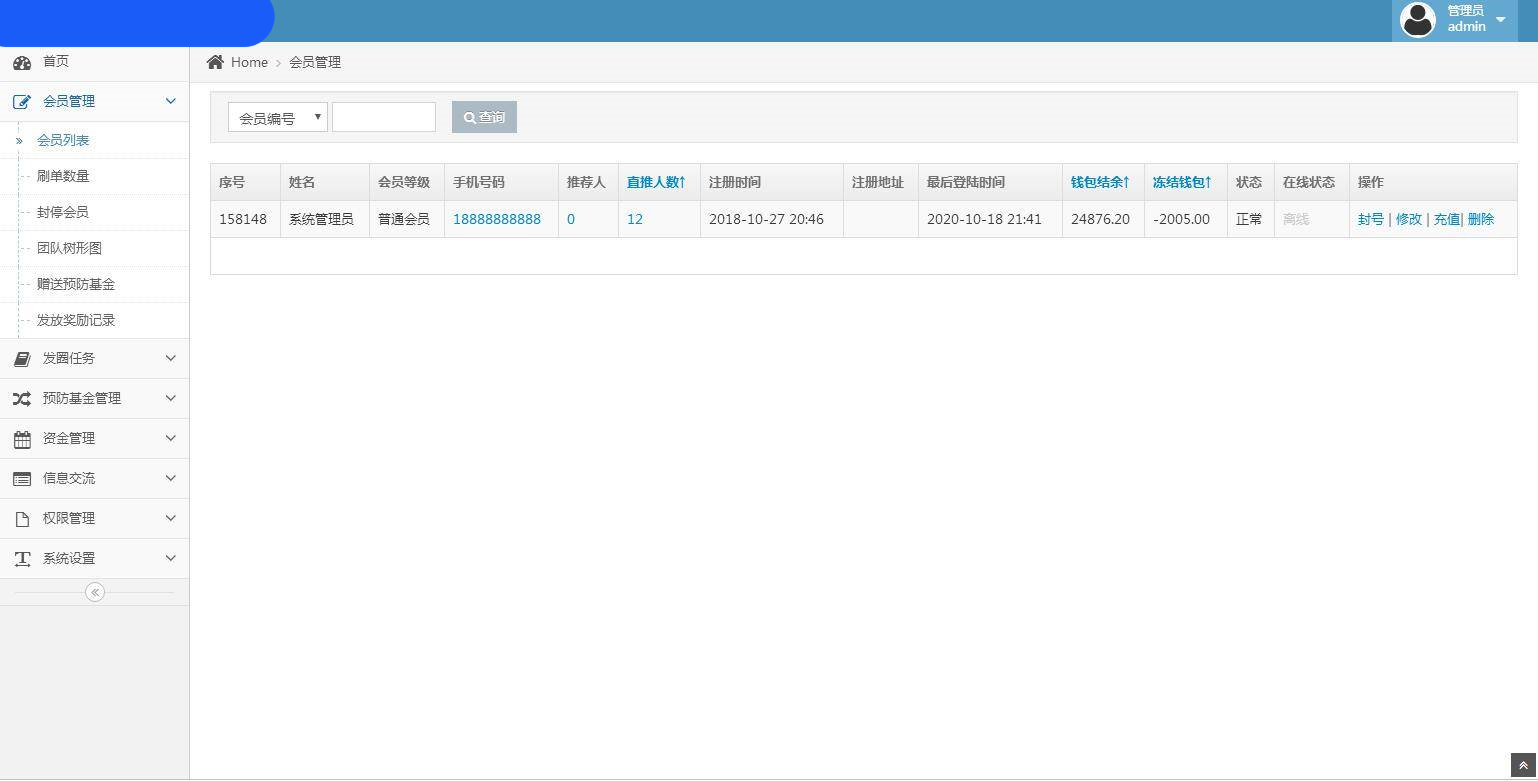 管理员
admin
首页
Home
会员管理
会员管理
会员编号
查询
会员列表
刷单数量
封停会员
团队树形图
赠送预防基金
发放奖励记录
发圈任务
预防基金管理
资金管理
信息交流
权限管理
系统设置
序号 姓名 会员等级 手机号码 推荐人 直推人数↑ 注册时间 注册地址 最后登陆时间 钱包结余↑ 冻结钱包↑ 状态 在线状态 操作
158148 系统管理员 普通会员 18888888888 0 12 2018-10-27 20:46 2020-10-18 21:41 24876.20 -2005.00 正常 离线 封号 | 修改 | 充值| 删除